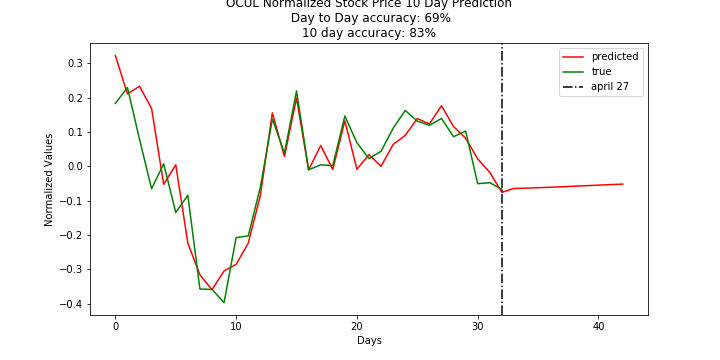 OCUL Normalized Stock Price 10 Day Prediction
Day to Day accuracy: 69%
10 day accuracy: 83%
predicted
true
april 27
Normalized Values
0.3
0.2
0.1
0.0
−0.1
−0.2
−0.3
−0.4
0 10 20 30 40
Days